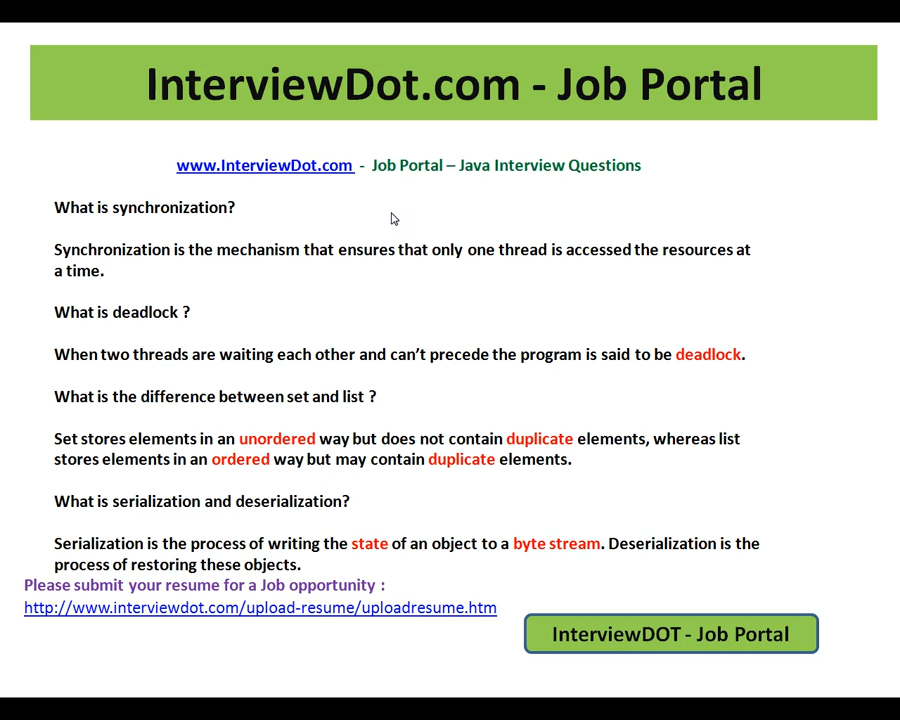 InterviewDot.com - Job Portal
www.InterviewDot.com - Job Portal – Java Interview Questions
What is synchronization?
Synchronization is the mechanism that ensures that only one thread is accessed the resources at
a time.
What is deadlock ?
When two threads are waiting each other and can’t precede the program is said to be deadlock.
What is the difference between set and list ?
Set stores elements in an unordered way but does not contain duplicate elements, whereas list
stores elements in an ordered way but may contain duplicate elements.
What is serialization and deserialization?
Serialization is the process of writing the state of an object to a byte stream. Deserialization is the
process of restoring these objects.
Please submit your resume for a Job opportunity :
http://www.interviewdot.com/upload-resume/uploadresume.htm
InterviewDOT - Job Portal